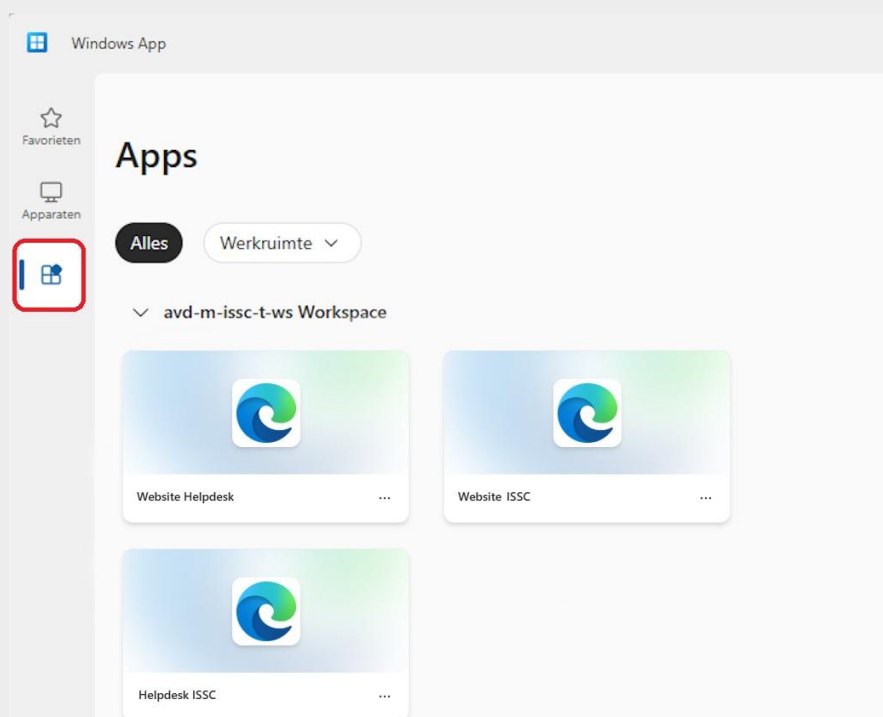 Windows App
Favorieten
Apparaten
Apps
Alles
Werkruimte
avd-m-issc-t-ws Workspace
Website Helpdesk
...
Website ISSC
...
Helpdesk ISSC
...